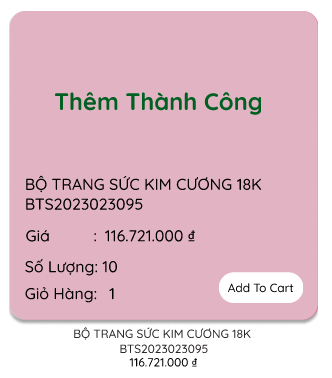 Thêm Thành Công
BỘ TRANG SỨC KIM CƯƠNG 18K
BTS2023023095
Giá : 116.721.000 ₫
Số Lượng: 10
Giỏ Hàng: 1
Add To Cart
BỘ TRANG SỨC KIM CƯƠNG 18K
BTS2023023095
116.721.000 ₫